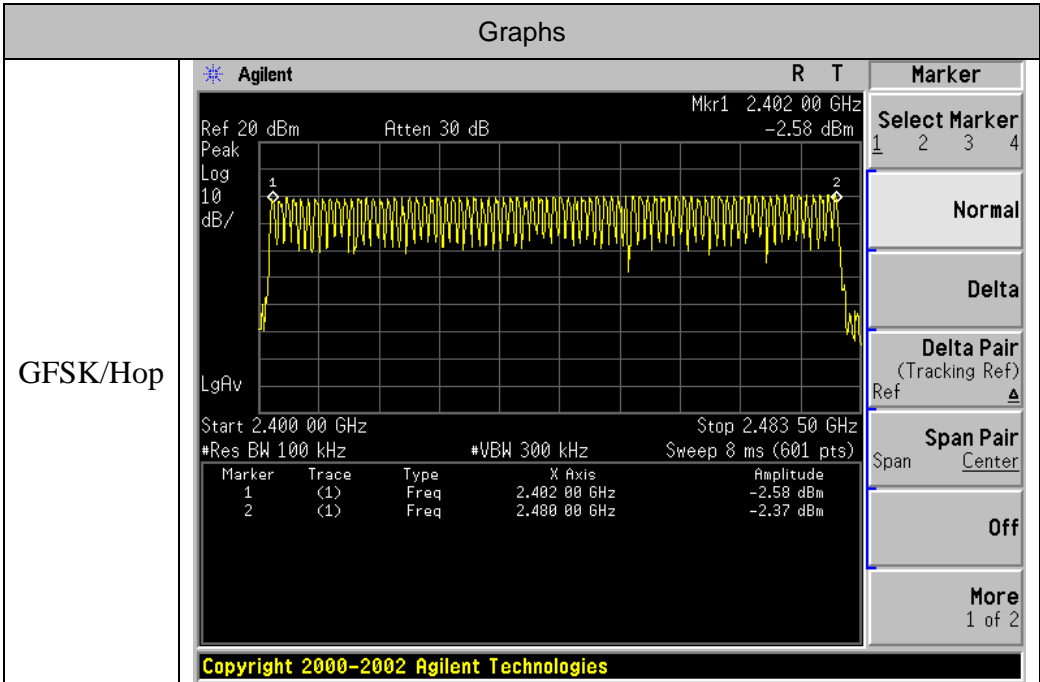 Graphs
GFSK/Hop
Agilent R T
Mkr1 2.402 00 GHz
Ref 20 dBm Atten 30 dB -2.58 dBm
Peak
Log
10
dB/
1 2
LgAv
Start 2.400 00 GHz Stop 2.483 50 GHz
#Res BW 100 kHz #VBW 300 kHz Sweep 8 ms (601 pts)
Marker Trace Type X Axis Amplitude
1 (1) Freq 2.402 00 GHz -2.58 dBm
2 (1) Freq 2.480 00 GHz -2.37 dBm
Marker
Select Marker
1 2 3 4
Normal
Delta
Delta Pair
(Tracking Ref)
Ref Δ
Span Pair
Span Center
Off
More
1 of 2
Copyright 2000-2002 Agilent Technologies